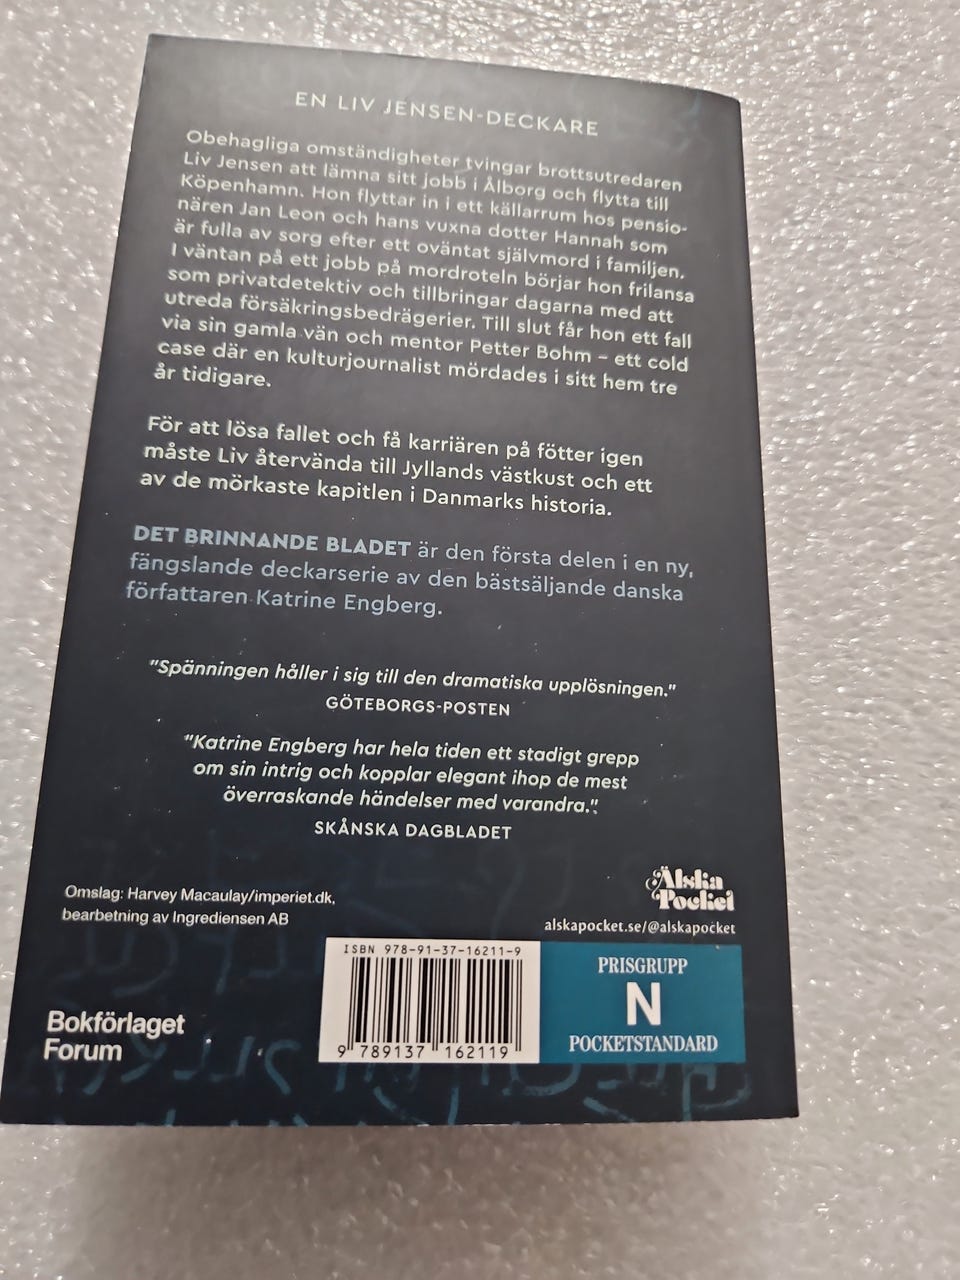 EN LIV JENSEN-DECKARE
Obehagliga omständigheter tvingar brottsutredaren
Liv Jensen att lämna sitt jobb i Ålborg och flytta till
Köpenhamn. Hon flyttar in i ett källarrum hos pensio-
nären Jan Leon och hans vuxna dotter Hannah som
är fulla av sorg efter ett oväntat självmord i familjen.
I väntan på ett jobb på mordroteln börjar hon frilansa
som privatdetektiv och tillbringar dagarna med att
utreda försäkringsbedrägerier. Till slut får hon ett fall
via sin gamla vän och mentor Petter Bohm – ett cold
case där en kulturjournalist mördades i sitt hem tre
år tidigare.
För att lösa fallet och få karriären på fötter igen
måste Liv återvända till Jyllands västkust och ett
av de mörkaste kapitlen i Danmarks historia.
DET BRINNANDE BLADET är den första delen i en ny,
fängslande deckarserie av den bästsäljande danska
författaren Katrine Engberg.
"Spänningen håller i sig till den dramatiska upplösningen."
GÖTEBORGS-POSTEN
"Katrine Engberg har hela tiden ett stadigt grepp
om sin intrig och kopplar elegant ihop de mest
överraskande händelser med varandra."
SKÅNSKA DAGBLADET
Omslag: Harvey Macaulay/imperiet.dk,
bearbetning av Ingrediensen AB
Älska
Pocket
alskapocket.se/@alskapocket
ISBN 978-91-37-16211-9
9 789137 162119
PRISGRUPP
N
POCKETSTANDARD
Bokförlaget
Forum